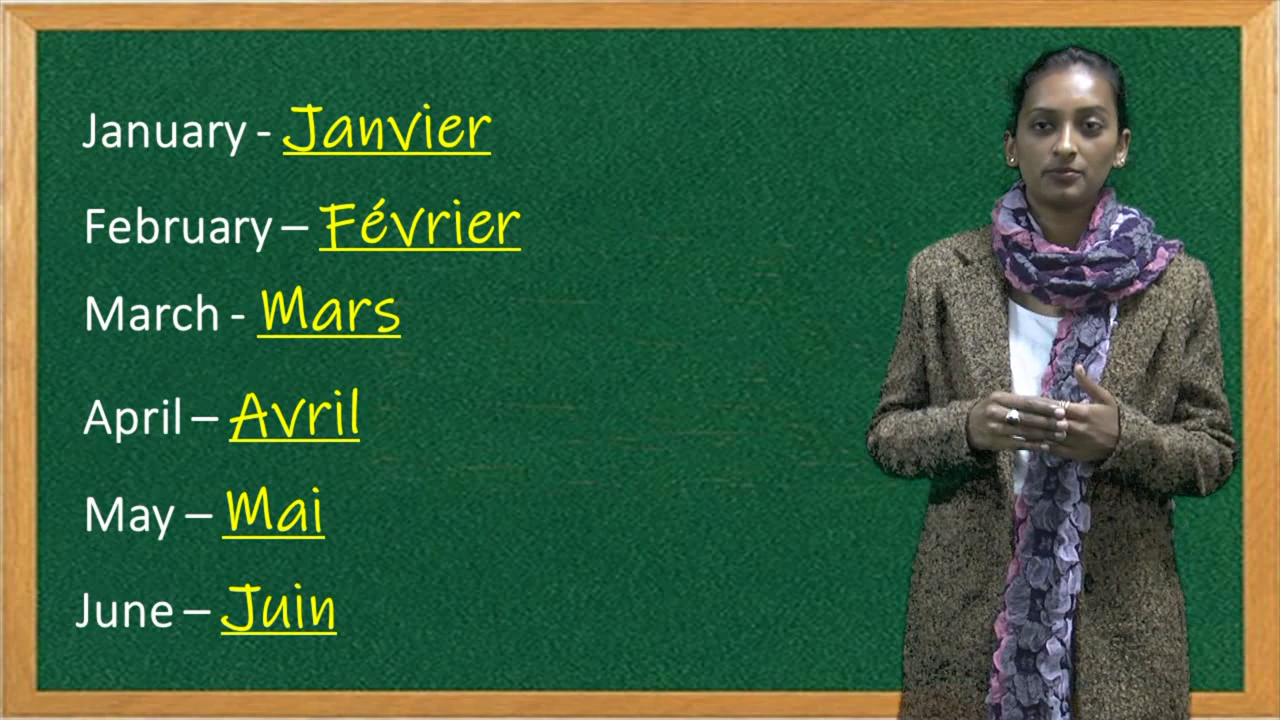 January - Janvier
February – Février
March - Mars
April – Avril
May – Mai
June – Juin